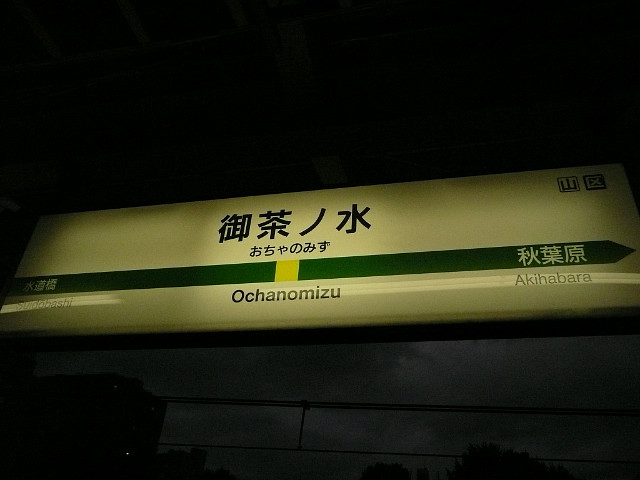 山 区
御茶ノ水
おちゃのみず
水道橋 秋葉原
Suidobashi Ochanomizu Akihabara